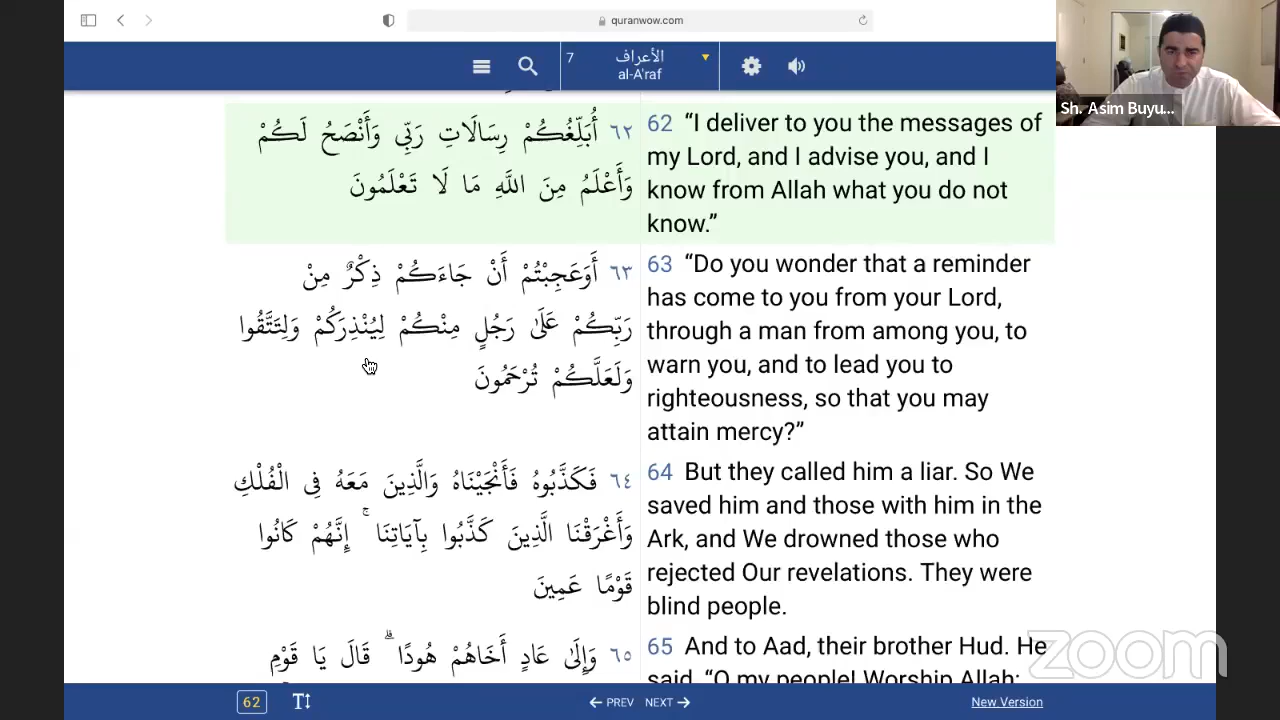 quranwow.com
7
الأعراف
al-A'raf
٦٢ أُبَلِّغُكُمْ رِسَالَاتِ رَبِّي وَأَنْصَحُ لَكُمْ
وَأَعْلَمُ مِنَ اللَّهِ مَا لَا تَعْلَمُونَ
62 “I deliver to you the messages of
my Lord, and I advise you, and I
know from Allah what you do not
know.”
٦٣ أَوَعَجِبْتُمْ أَنْ جَاءَكُمْ ذِكْرٌ مِنْ
رَبِّكُمْ عَلَىٰ رَجُلٍ مِنْكُمْ لِيُنْذِرَكُمْ وَلِتَتَّقُوا
وَلَعَلَّكُمْ تُرْحَمُونَ
63 “Do you wonder that a reminder
has come to you from your Lord,
through a man from among you, to
warn you, and to lead you to
righteousness, so that you may
attain mercy?”
٦٤ فَكَذَّبُوهُ فَأَنْجَيْنَاهُ وَالَّذِينَ مَعَهُ فِي الْفُلْكِ
وَأَغْرَقْنَا الَّذِينَ كَذَّبُوا بِآيَاتِنَا ۚ إِنَّهُمْ كَانُوا
قَوْمًا عَمِينَ
64 But they called him a liar. So We
saved him and those with him in the
Ark, and We drowned those who
rejected Our revelations. They were
blind people.
٦٥ وَإِلَىٰ عَادٍ أَخَاهُمْ هُودًا ۗ قَالَ يَا قَوْمِ
65 And to Aad, their brother Hud. He
said, “O my people! Worship Allah;
62
T
PREV NEXT
New Version
Sh. Asim Buyu...
zoom